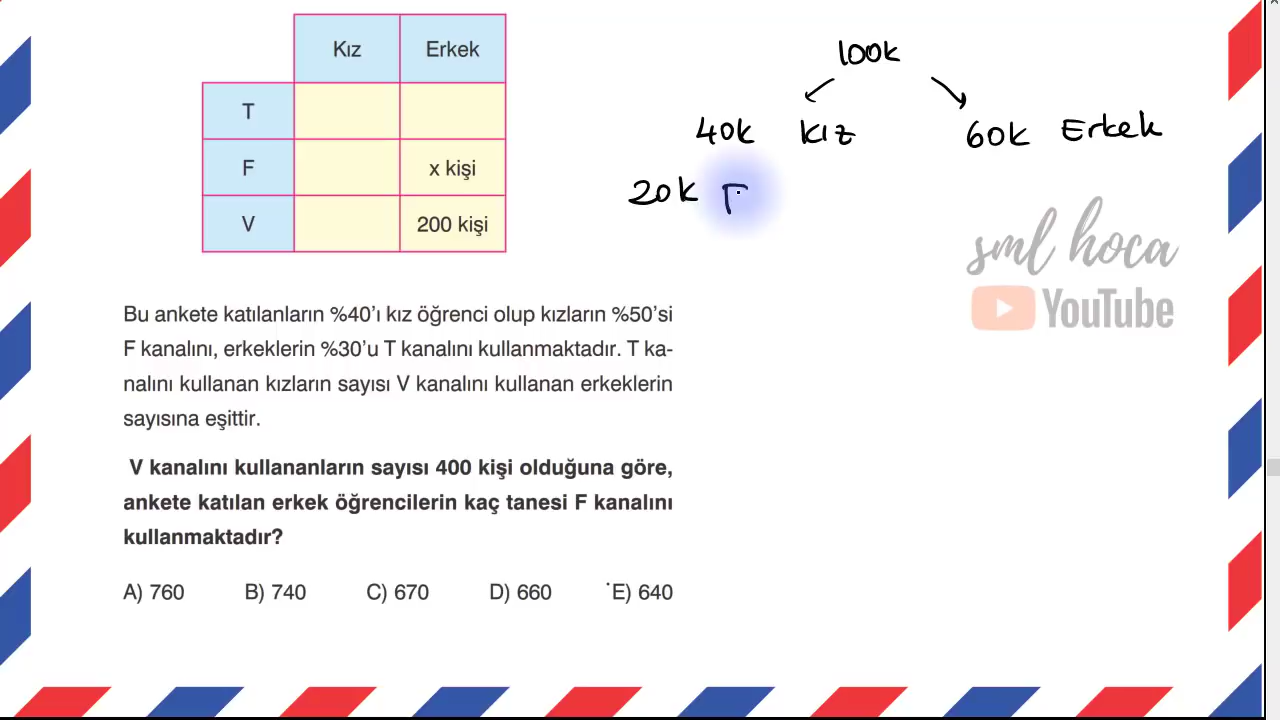 Kız Erkek
T
F x kişi
V 200 kişi
100k
40k kız 60k Erkek
20k
sml hoca
YouTube
Bu ankete katılanların %40'ı kız öğrenci olup kızların %50'si
F kanalını, erkeklerin %30'u T kanalını kullanmaktadır. T ka-
nalını kullanan kızların sayısı V kanalını kullanan erkeklerin
sayısına eşittir.
V kanalını kullananların sayısı 400 kişi olduğuna göre,
ankete katılan erkek öğrencilerin kaç tanesi F kanalını
kullanmaktadır?
A) 760 B) 740 C) 670 D) 660 E) 640